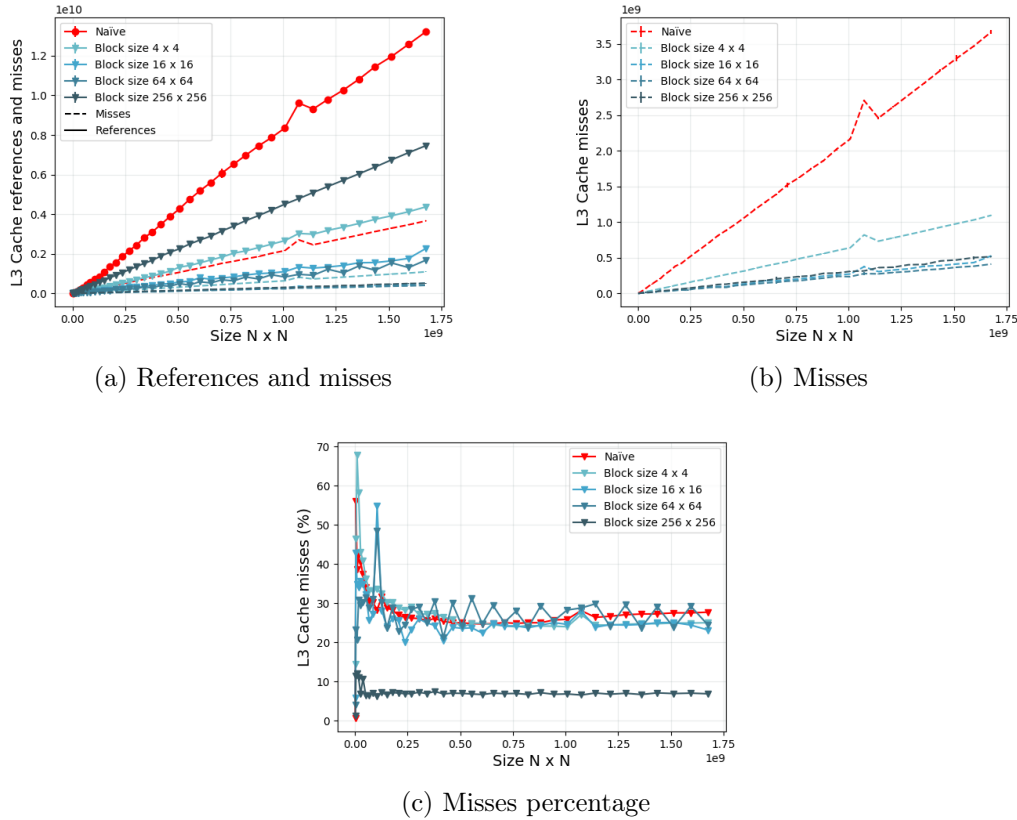 1e10
L3 Cache references and misses
1.2
1.0
0.8
0.6
0.4
0.2
0.0
Naïve
Block size 4 x 4
Block size 16 x 16
Block size 64 x 64
Block size 256 x 256
Misses
References
0.00 0.25 0.50 0.75 1.00 1.25 1.50 1.75
Size N x N
1e9
(a) References and misses
1e9
L3 Cache misses
3.5
3.0
2.5
2.0
1.5
1.0
0.5
0.0
Naïve
Block size 4 x 4
Block size 16 x 16
Block size 64 x 64
Block size 256 x 256
0.00 0.25 0.50 0.75 1.00 1.25 1.50 1.75
Size N x N
1e9
(b) Misses
L3 Cache misses (%)
70
60
50
40
30
20
10
0
Naïve
Block size 4 x 4
Block size 16 x 16
Block size 64 x 64
Block size 256 x 256
0.00 0.25 0.50 0.75 1.00 1.25 1.50 1.75
Size N x N
1e9
(c) Misses percentage